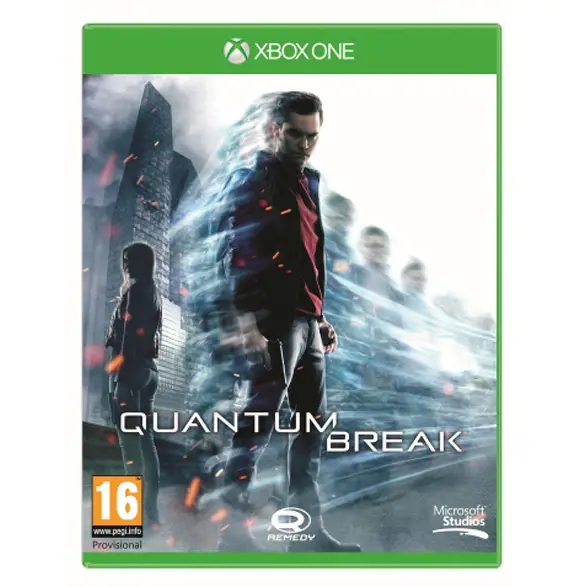 XBOX ONE
QUANTUM
BREAK
16
www.pegi.info
Provisional
REMEDY
Microsoft
Studios